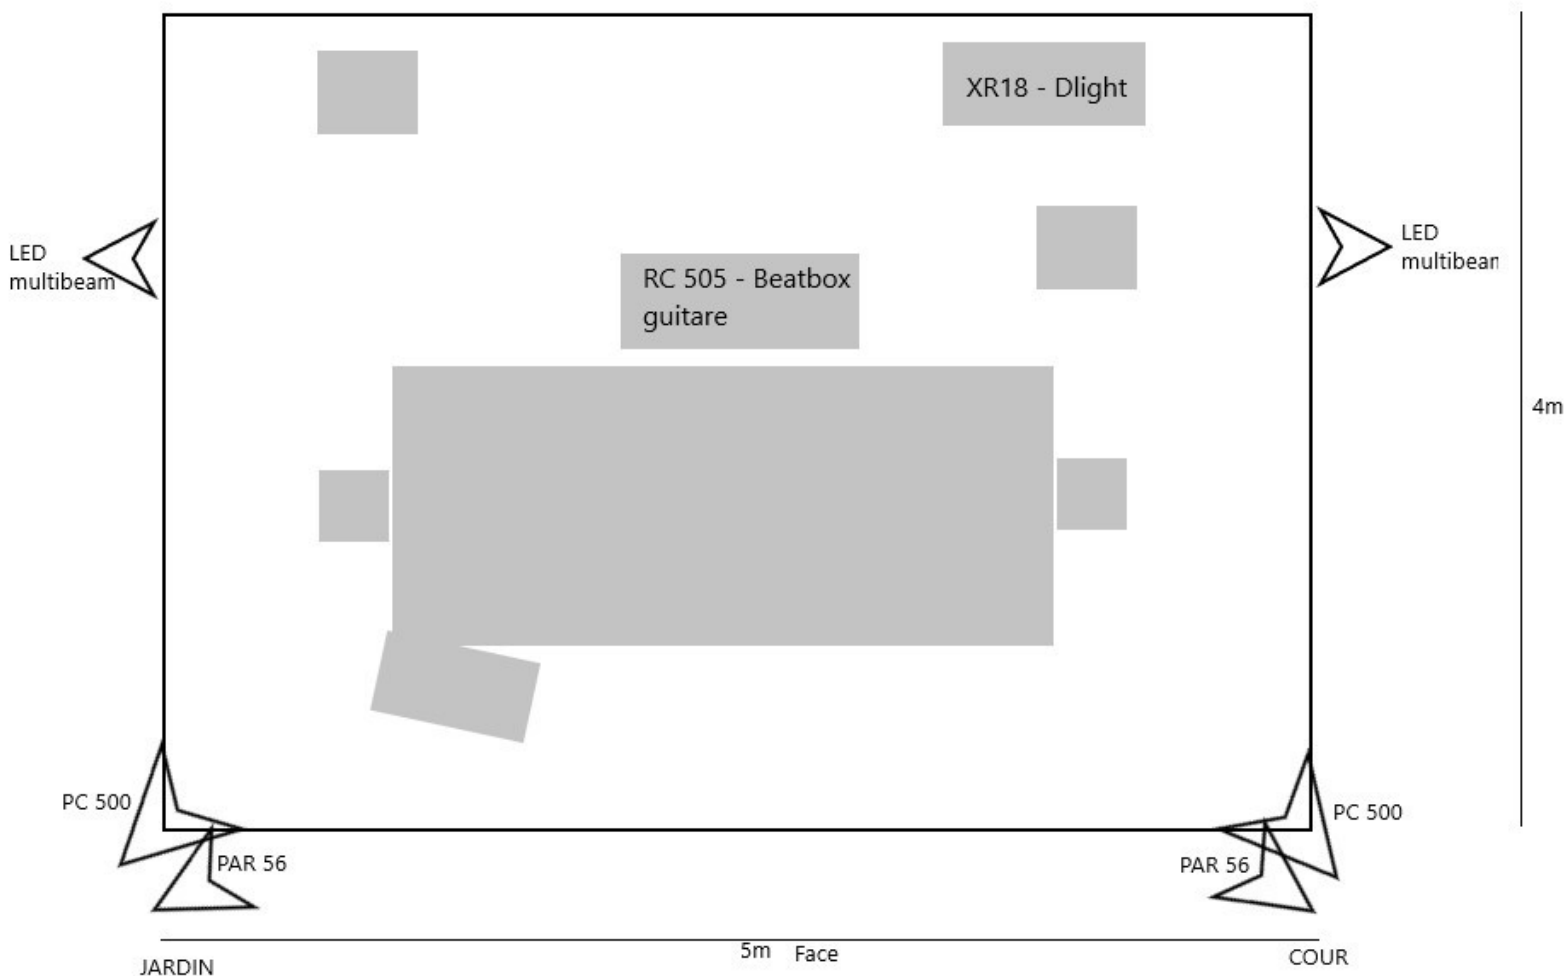 XR18 - Dlight
LED
multibeam
LED
multibean
RC 505 - Beatbox
guitare
4m
PC 500
PC 500
PAR 56
PAR 56
5m
Face
JARDIN
COUR